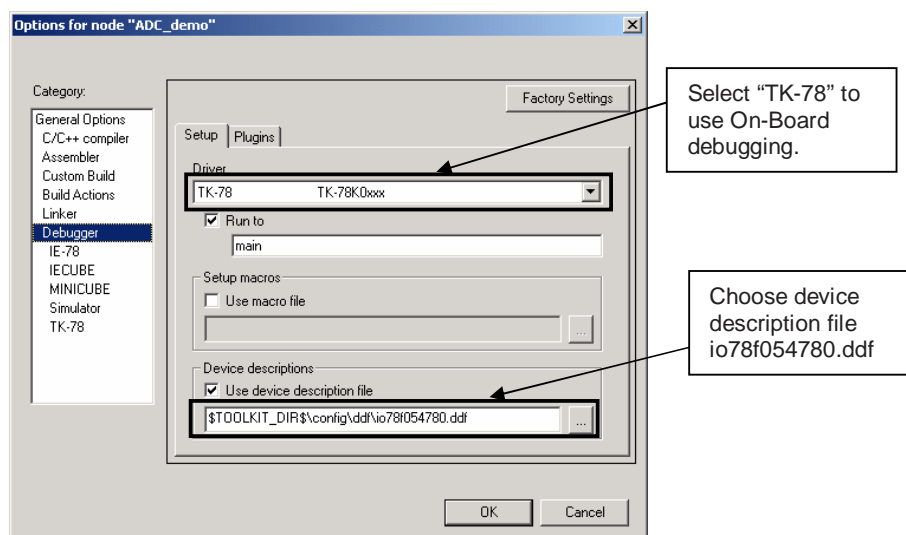 Options for node "ADC_demo"
Category:
General Options
C/C++ compiler
Assembler
Custom Build
Build Actions
Linker
Debugger
IE-78
IECUBE
MINICUBE
Simulator
TK-78
Factory Settings
Setup
Plugins
Driver
TK-78 TK-78K0xxx
Run to
main
Setup macros
Use macro file
...
Device descriptions
Use device description file
$TOOLKIT_DIR$\config\ddf\io78f054780.ddf
...
OK
Cancel
Select “TK-78” to
use On-Board
debugging.
Choose device
description file
io78f054780.ddf